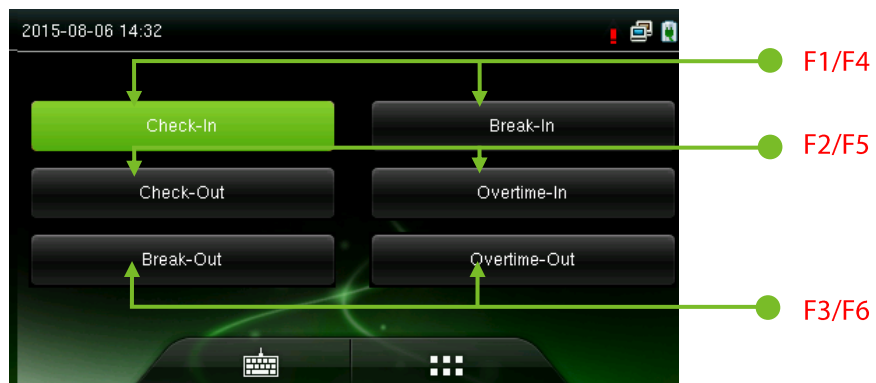 2015-08-06 14:32
F1/F4
Check-In
Break-In
F2/F5
Check-Out
Overtime-In
Break-Out
Overtime-Out
F3/F6